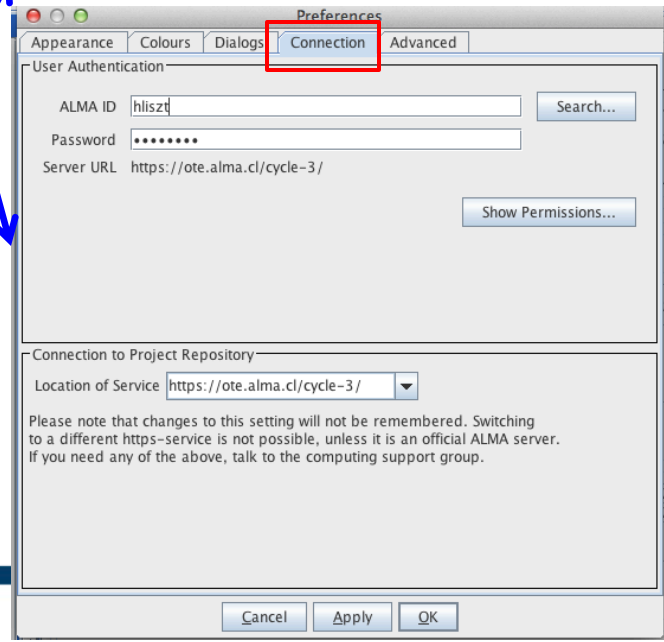 Preferences
Appearance Colours Dialogs Connection Advanced
User Authentication
ALMA ID hliszt Search...
Password ••••••••
Server URL https://ote.alma.cl/cycle-3/
Show Permissions...
Connection to Project Repository
Location of Service https://ote.alma.cl/cycle-3/
Please note that changes to this setting will not be remembered. Switching
to a different https-service is not possible, unless it is an official ALMA server.
If you need any of the above, talk to the computing support group.
Cancel Apply OK